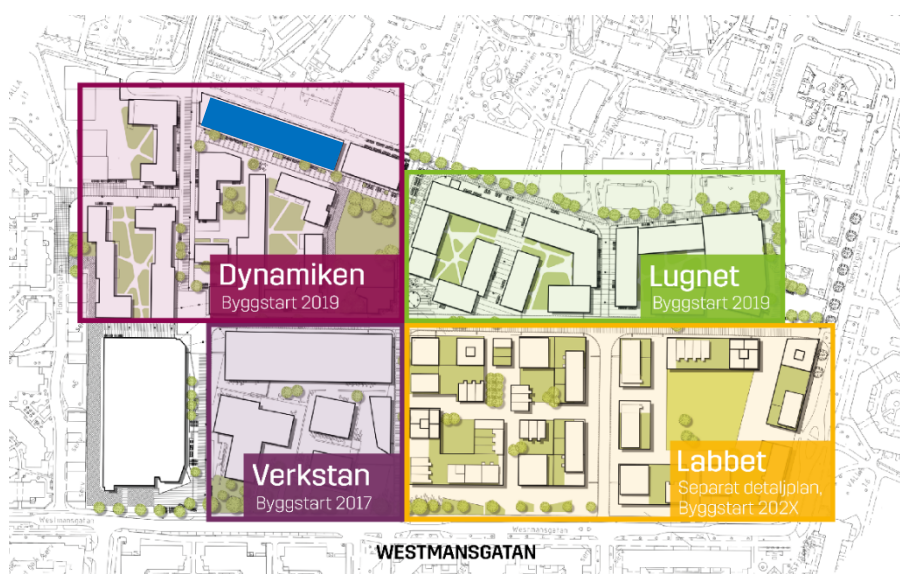 Dynamiken
Byggstart 2019
Lugnet
Byggstart 2019
Verkstan
Byggstart 2017
Labbet
Separat detaljplan,
Byggstart 202X
Westmansgatan
Westmansgatan
WESTMANSGATAN